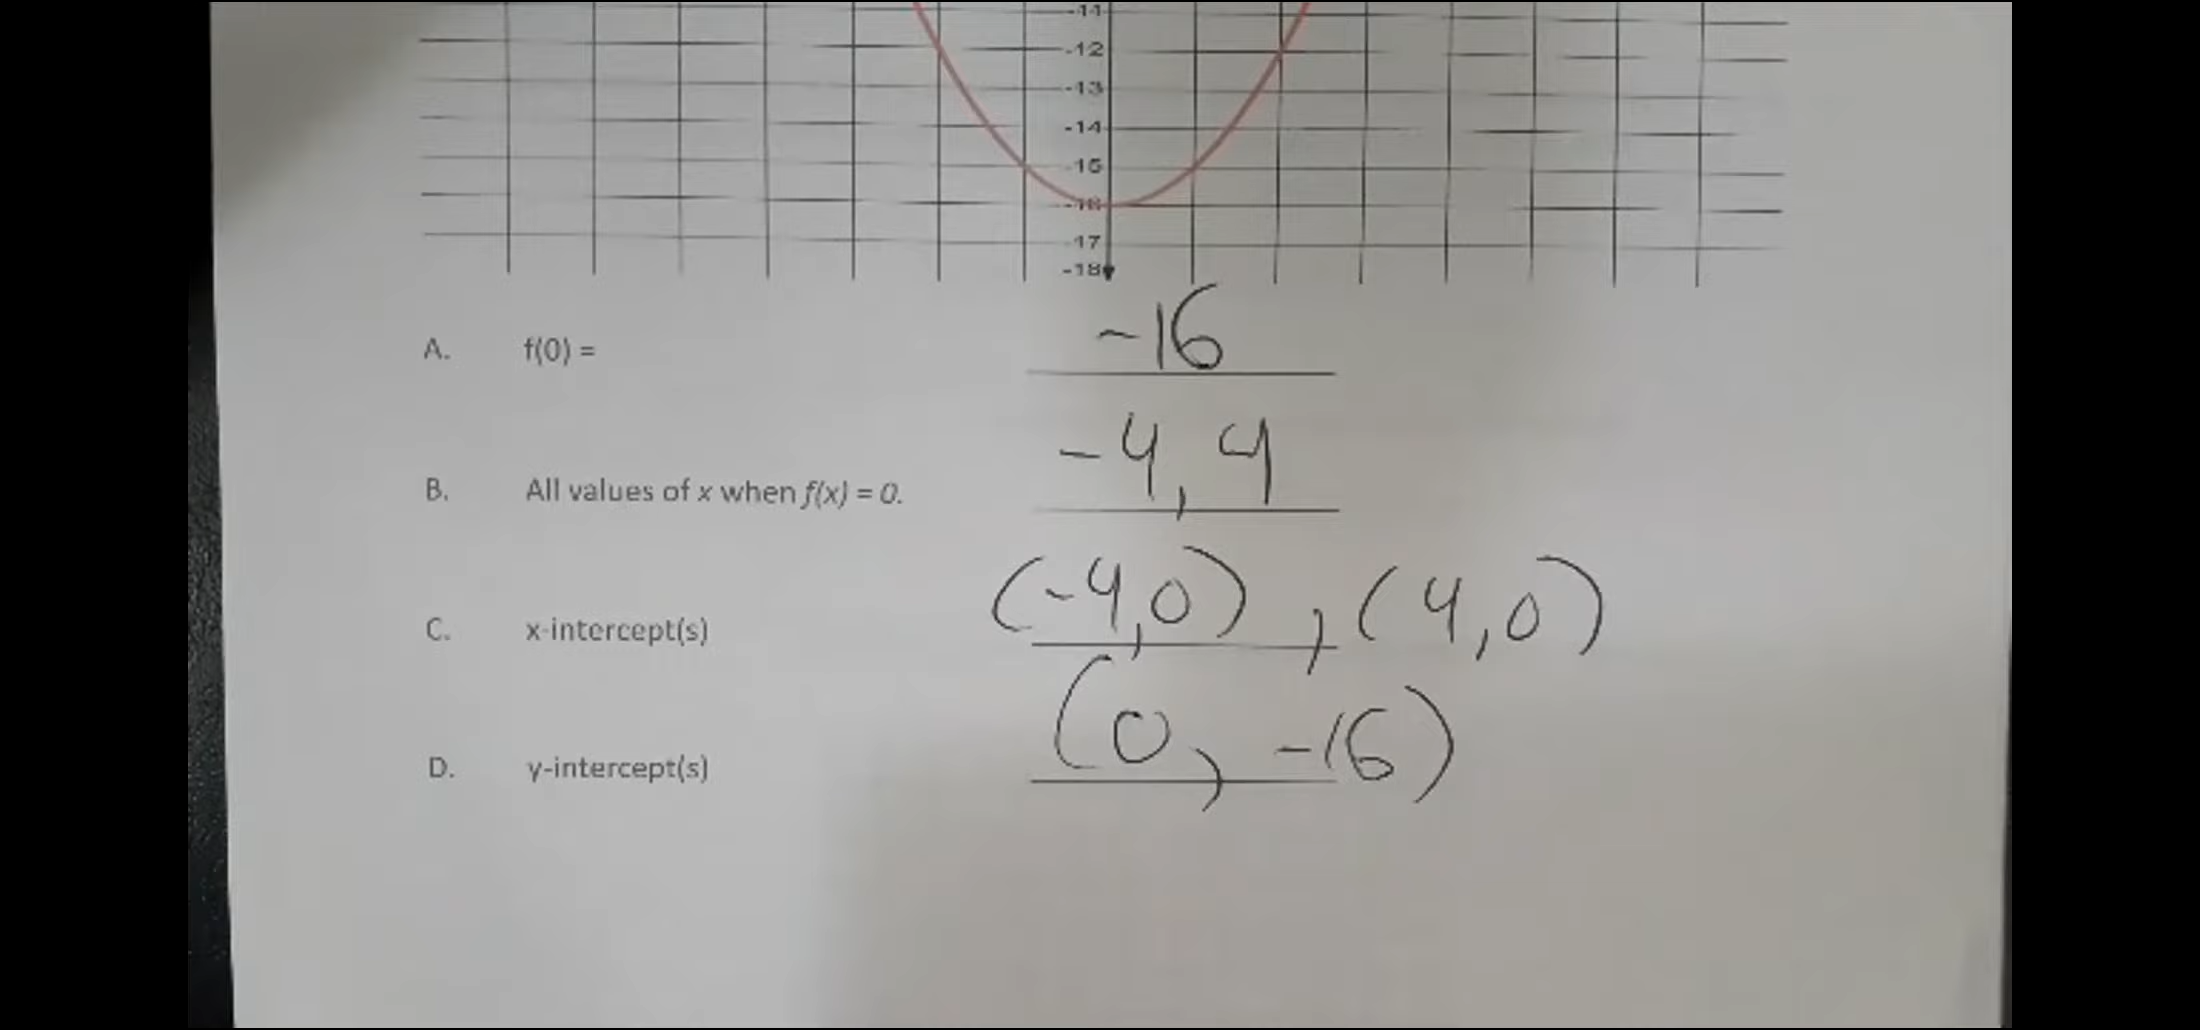 -11
-12
-13
-14
-15
-16
-17
-18
A. f(0) = -16
B. All values of x when f(x) = 0. -4, 4
C. x-intercept(s) (-4,0), (4,0)
D. y-intercept(s) (0, -16)